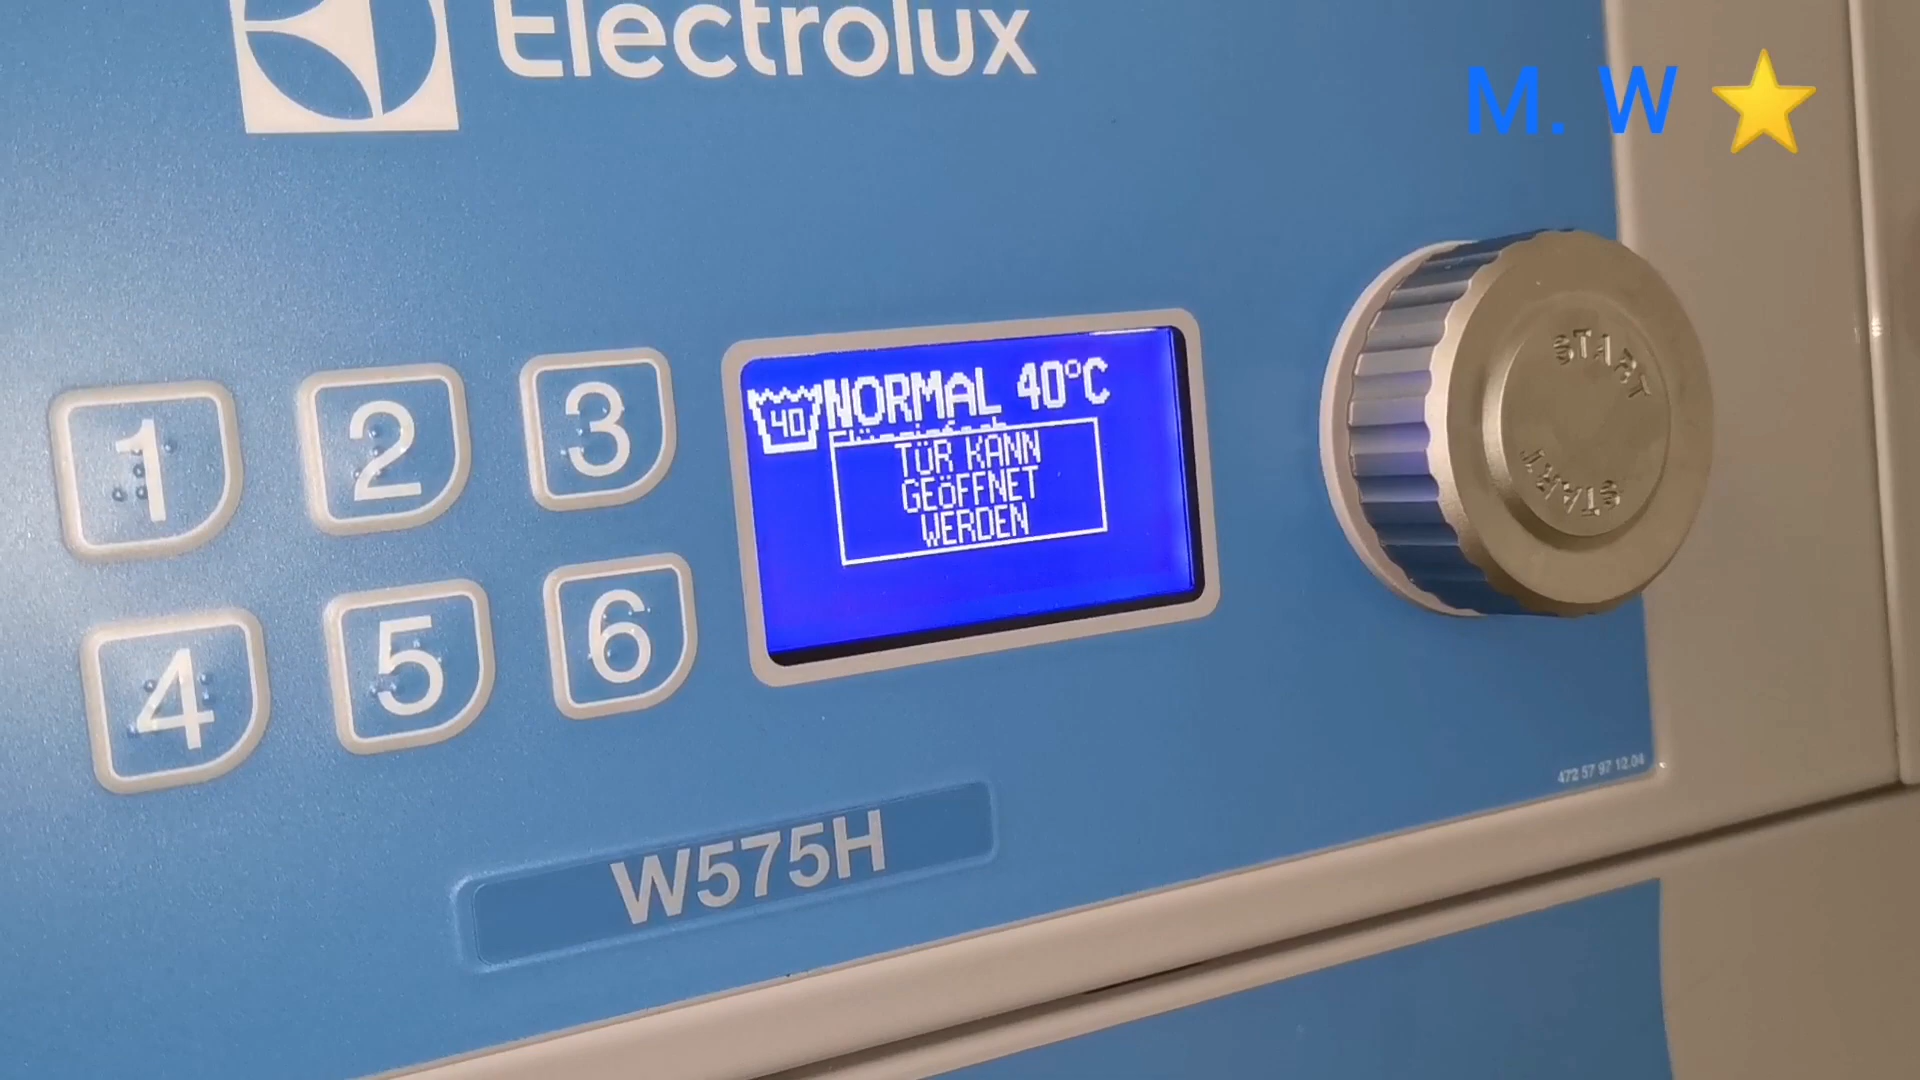 Electrolux
M. W
START
START
1 2 3
40
NORMAL 40°C
TÜR KANN
GEÖFFNET
WERDEN
4 5 6
472 57 97 12.04
W575H